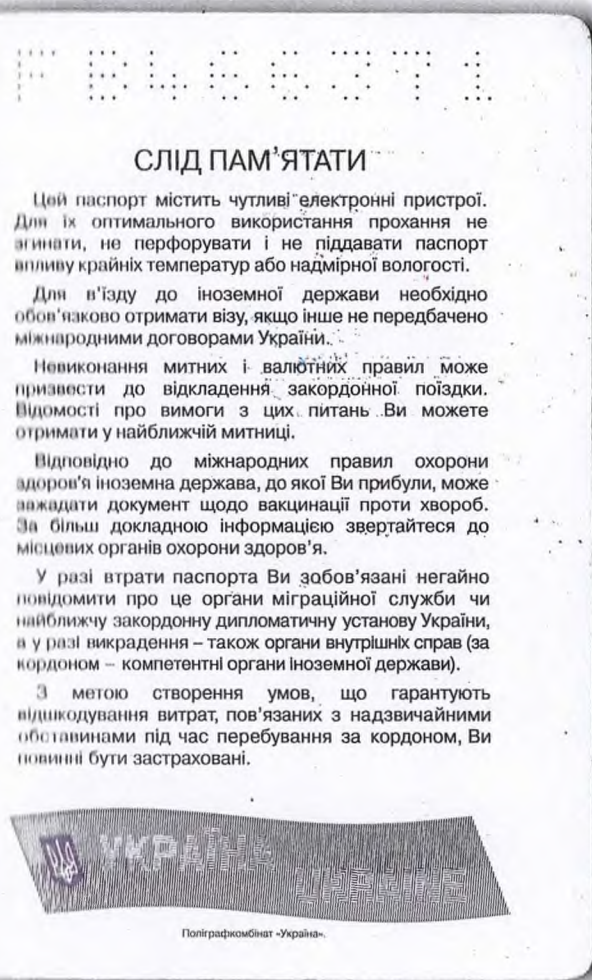 СЛІД ПАМ’ЯТАТИ
Цей паспорт містить чутливі електронні пристрої.
Для їх оптимального використання прохання не
згинати, не перфорувати і не піддавати паспорт
впливу крайніх температур або надмірної вологості.
Для в’їзду до іноземної держави необхідно
обов’язково отримати візу, якщо інше не передбачено
міжнародними договорами України.
Невиконання митних і валютних правил може
призвести до відкладення закордонної поїздки.
Відомості про вимоги з цих питань Ви можете
отримати у найближчій митниці.
Відповідно до міжнародних правил охорони
здоров’я іноземна держава, до якої Ви прибули, може
зажадати документ щодо вакцинації проти хвороб.
За більш докладною інформацією звертайтеся до
місцевих органів охорони здоров’я.
У разі втрати паспорта Ви зобов’язані негайно
повідомити про це органи міграційної служби чи
найближчу закордонну дипломатичну установу України,
а у разі викрадення – також органи внутрішніх справ (за
кордоном – компетентні органи іноземної держави).
З метою створення умов, що гарантують
відшкодування витрат, пов’язаних з надзвичайними
обставинами під час перебування за кордоном, Ви
повинні бути застраховані.
УКРАЇНА
UKRAINE
Поліграфкомбінат «Україна».